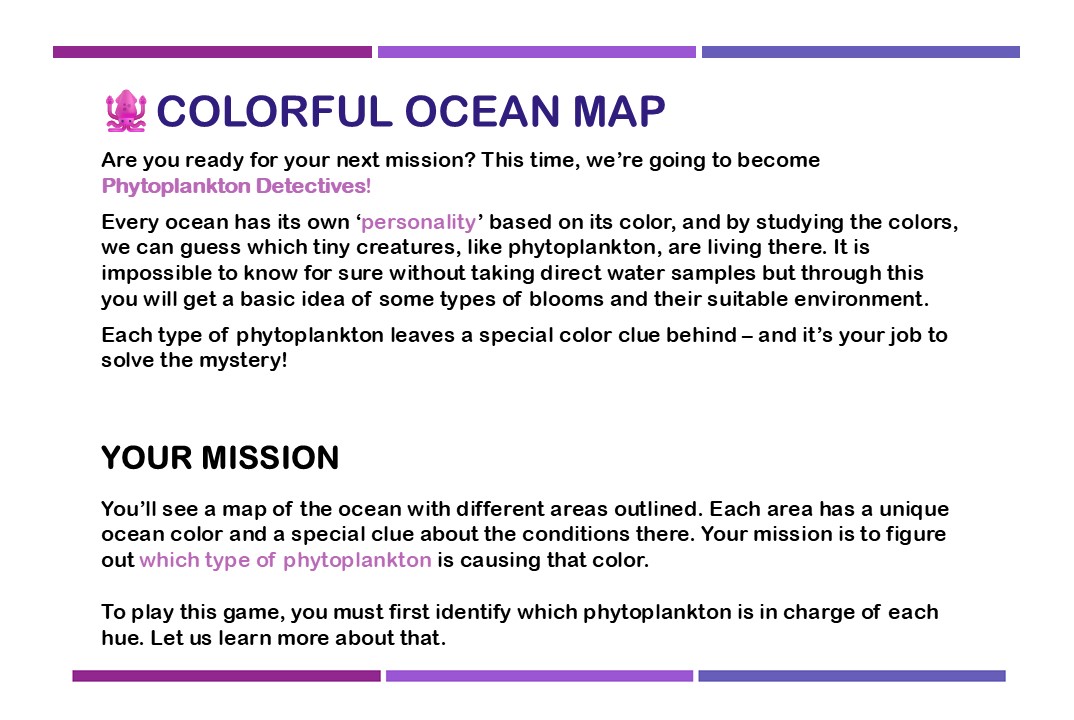 COLORFUL OCEAN MAP
Are you ready for your next mission? This time, we’re going to become
Phytoplankton Detectives!
Every ocean has its own ‘personality’ based on its color, and by studying the colors,
we can guess which tiny creatures, like phytoplankton, are living there. It is
impossible to know for sure without taking direct water samples but through this
you will get a basic idea of some types of blooms and their suitable environment.
Each type of phytoplankton leaves a special color clue behind – and it’s your job to
solve the mystery!
YOUR MISSION
You’ll see a map of the ocean with different areas outlined. Each area has a unique
ocean color and a special clue about the conditions there. Your mission is to figure
out which type of phytoplankton is causing that color.
To play this game, you must first identify which phytoplankton is in charge of each
hue. Let us learn more about that.